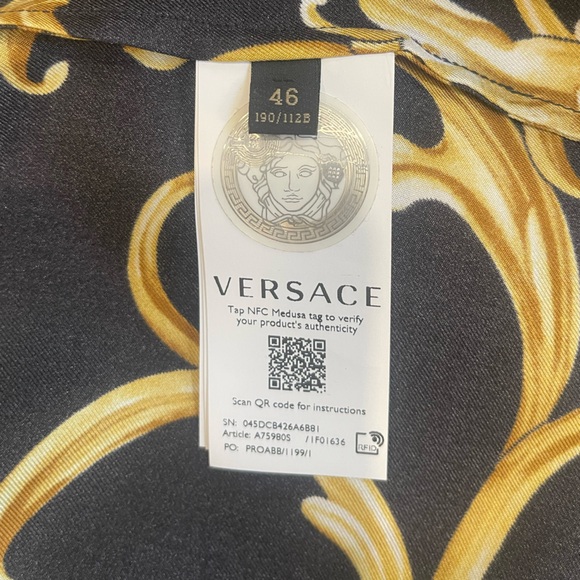 46
190/112B
VERSACE
Tap NFC Medusa tag to verify
your product's authenticity
Scan QR code for instructions
SN: 045DCB426A6B81
Article: A75980S /1F01636
PO: PROABB/1199/1
RFID